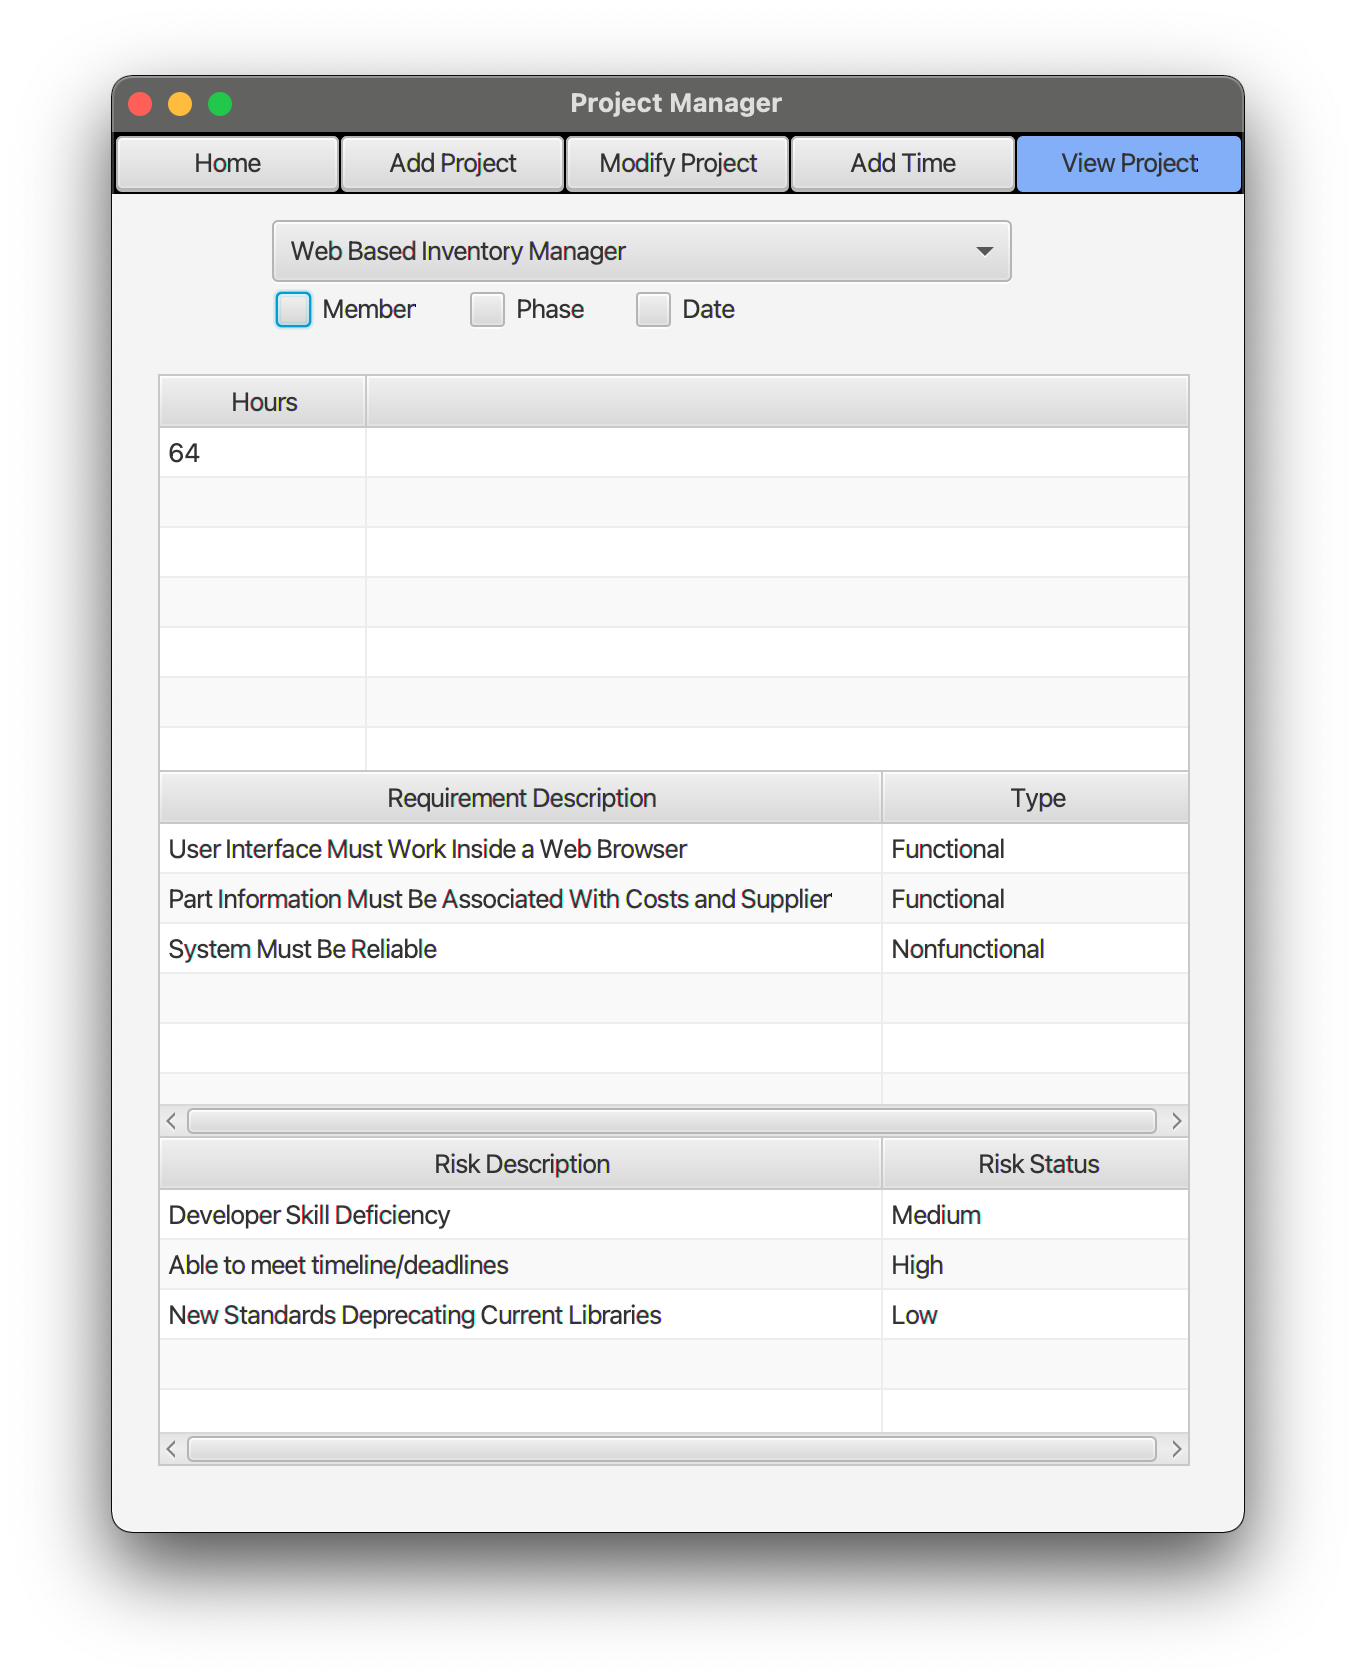 Project Manager
Home Add Project Modify Project Add Time View Project
Web Based Inventory Manager
Member Phase Date
Hours
64
Requirement Description Type
User Interface Must Work Inside a Web Browser Functional
Part Information Must Be Associated With Costs and Supplier Functional
System Must Be Reliable Nonfunctional
Risk Description Risk Status
Developer Skill Deficiency Medium
Able to meet timeline/deadlines High
New Standards Deprecating Current Libraries Low